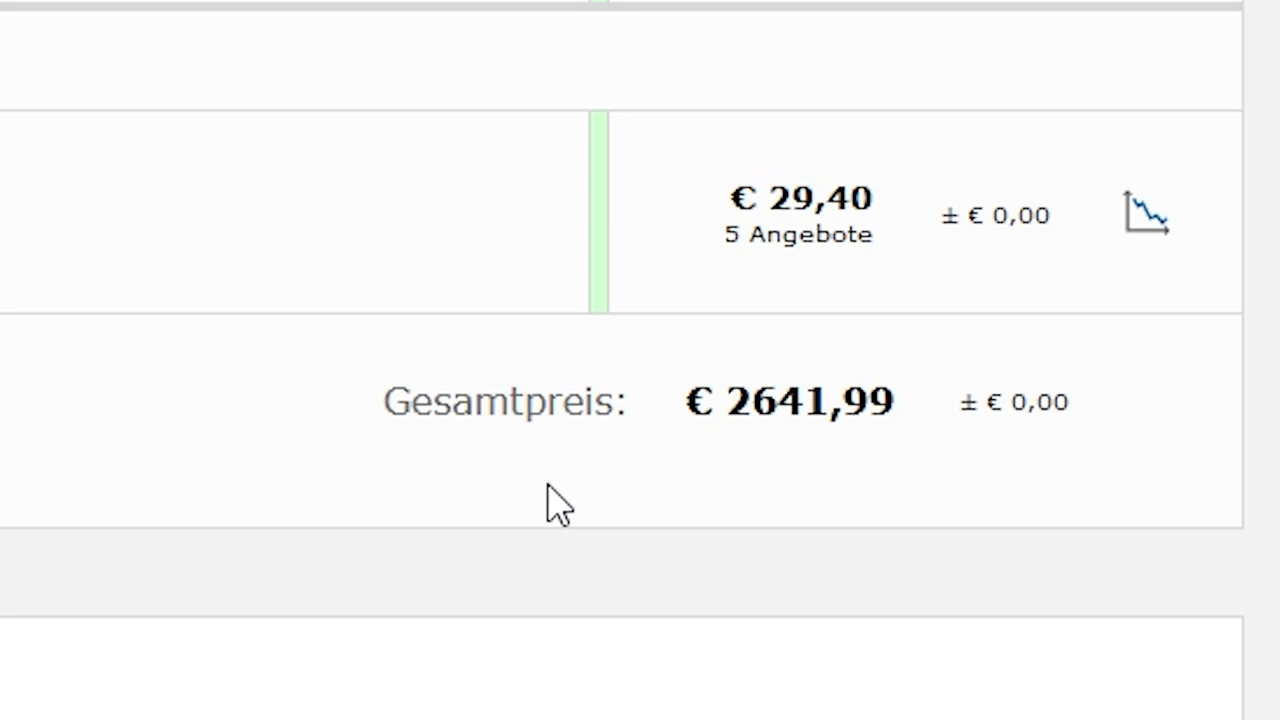 € 29,40
5 Angebote
± € 0,00
Gesamtpreis: € 2641,99 ± € 0,00